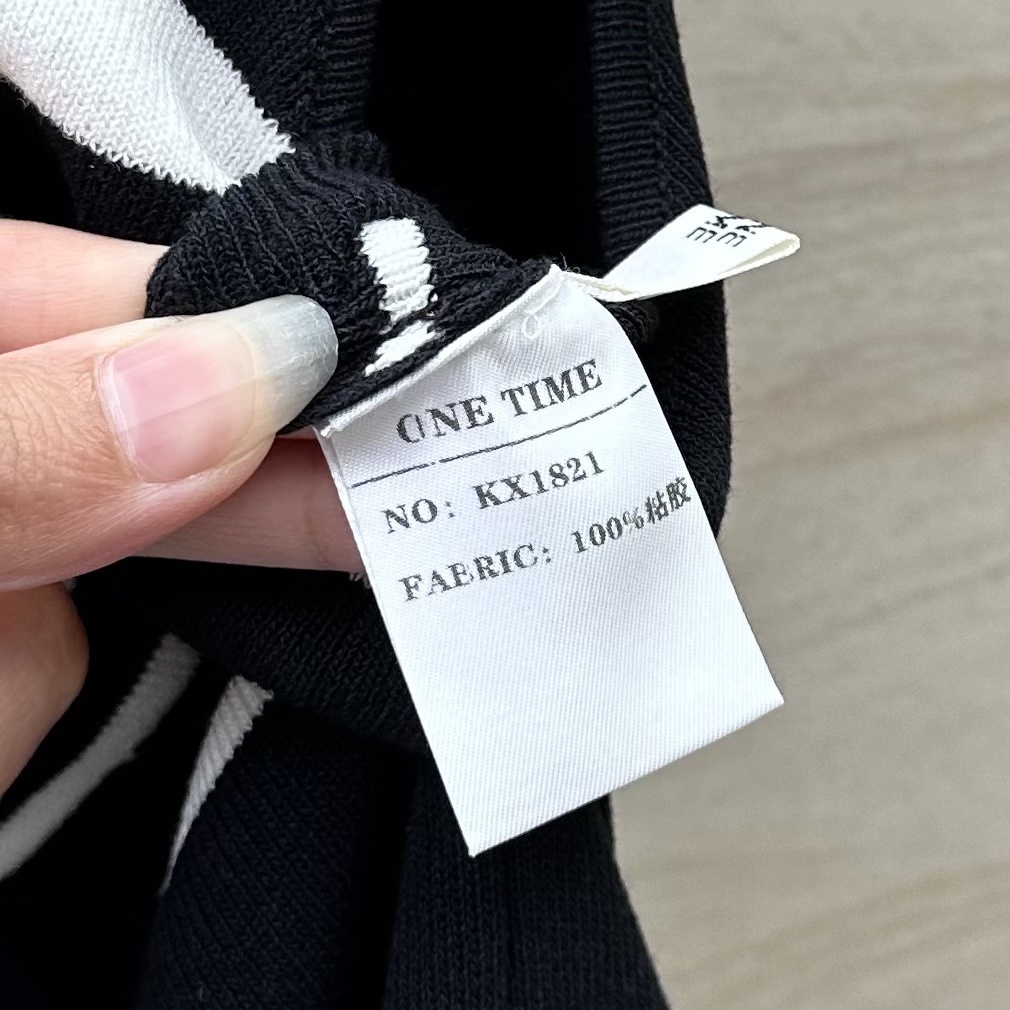 ONE TIME
NO: KX1821
FABRIC: 100%粘胶